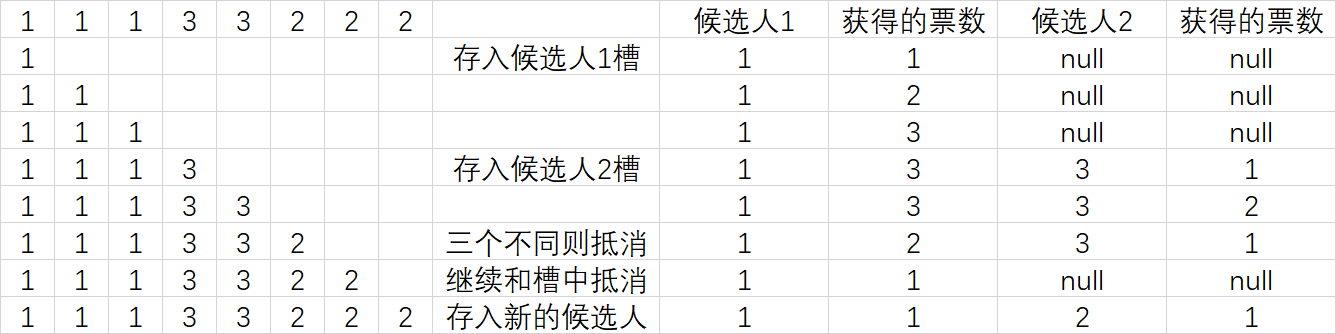 1 1 1 3 3 2 2 2 候选人1 获得的票数 候选人2 获得的票数
1 存入候选人1槽 1 1 null null
1 1 1 2 null null
1 1 1 1 3 null null
1 1 1 3 存入候选人2槽 1 3 3 1
1 1 1 3 3 1 3 3 2
1 1 1 3 3 2 三个不同则抵消 1 2 3 1
1 1 1 3 3 2 2 继续和槽中抵消 1 1 null null
1 1 1 3 3 2 2 2 存入新的候选人 1 1 2 1